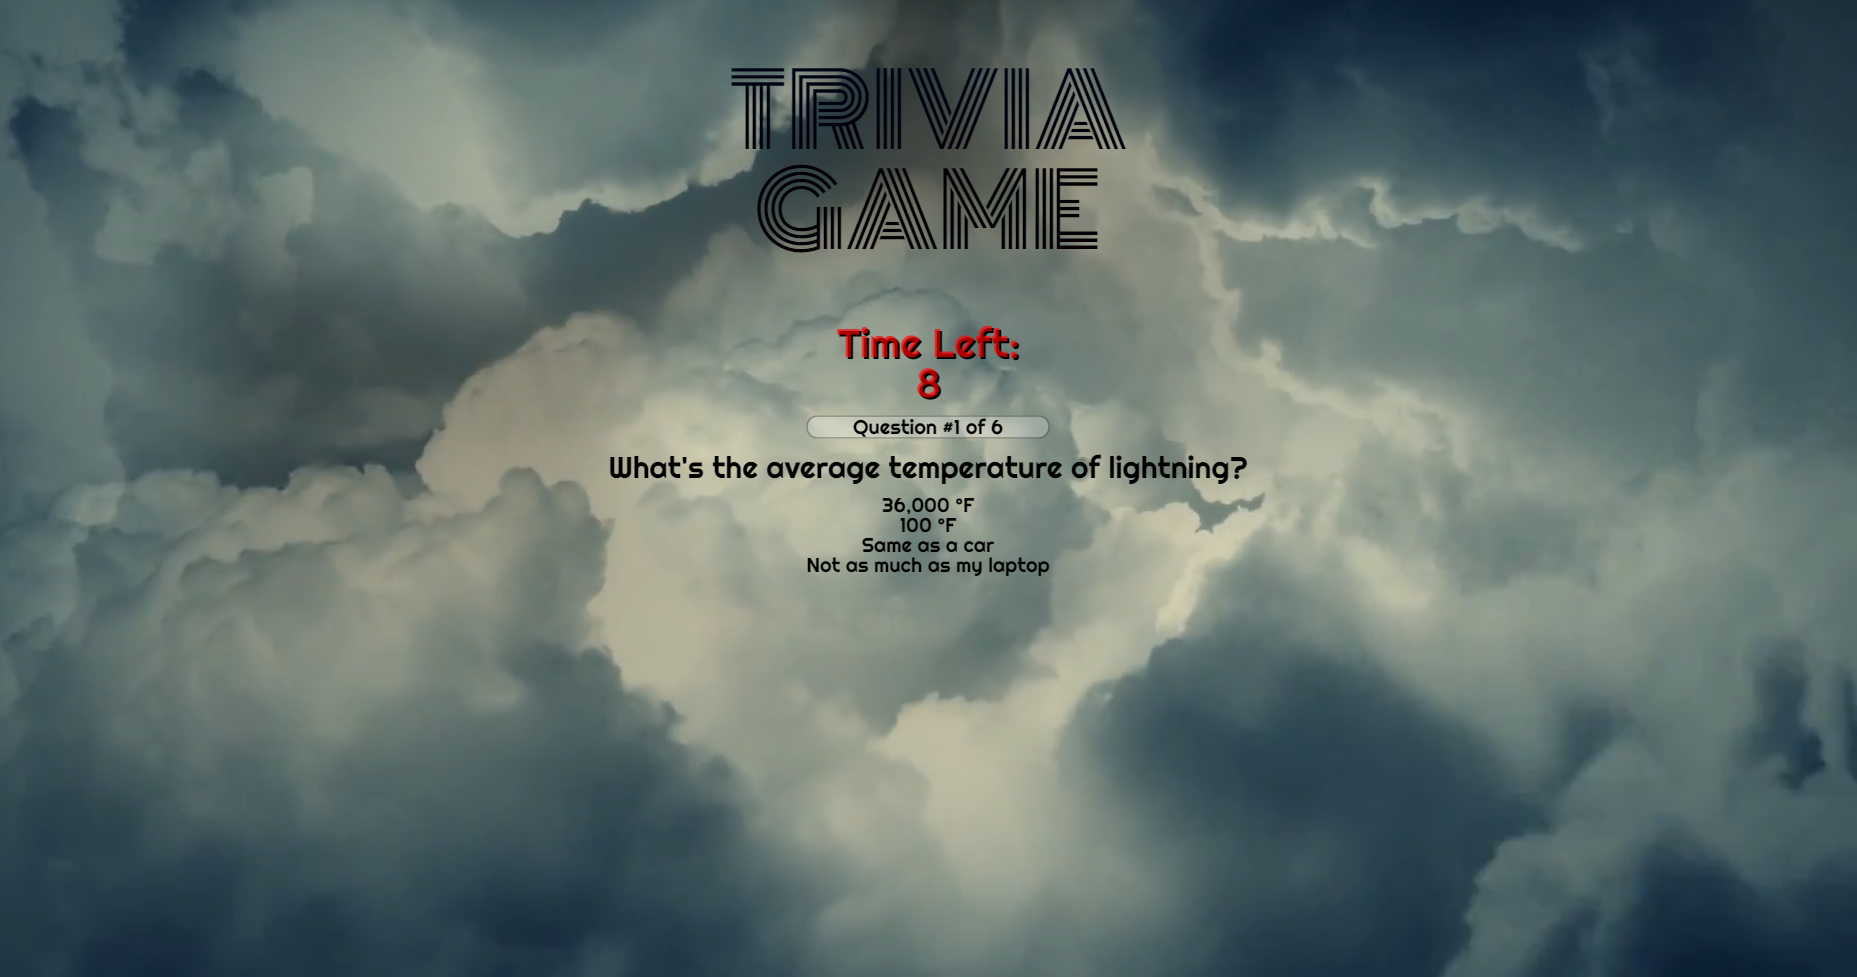 TRIVIA
GAME
Time Left:
8
Question #1 of 6
What's the average temperature of lightning?
36,000 °F
100 °F
Same as a car
Not as much as my laptop